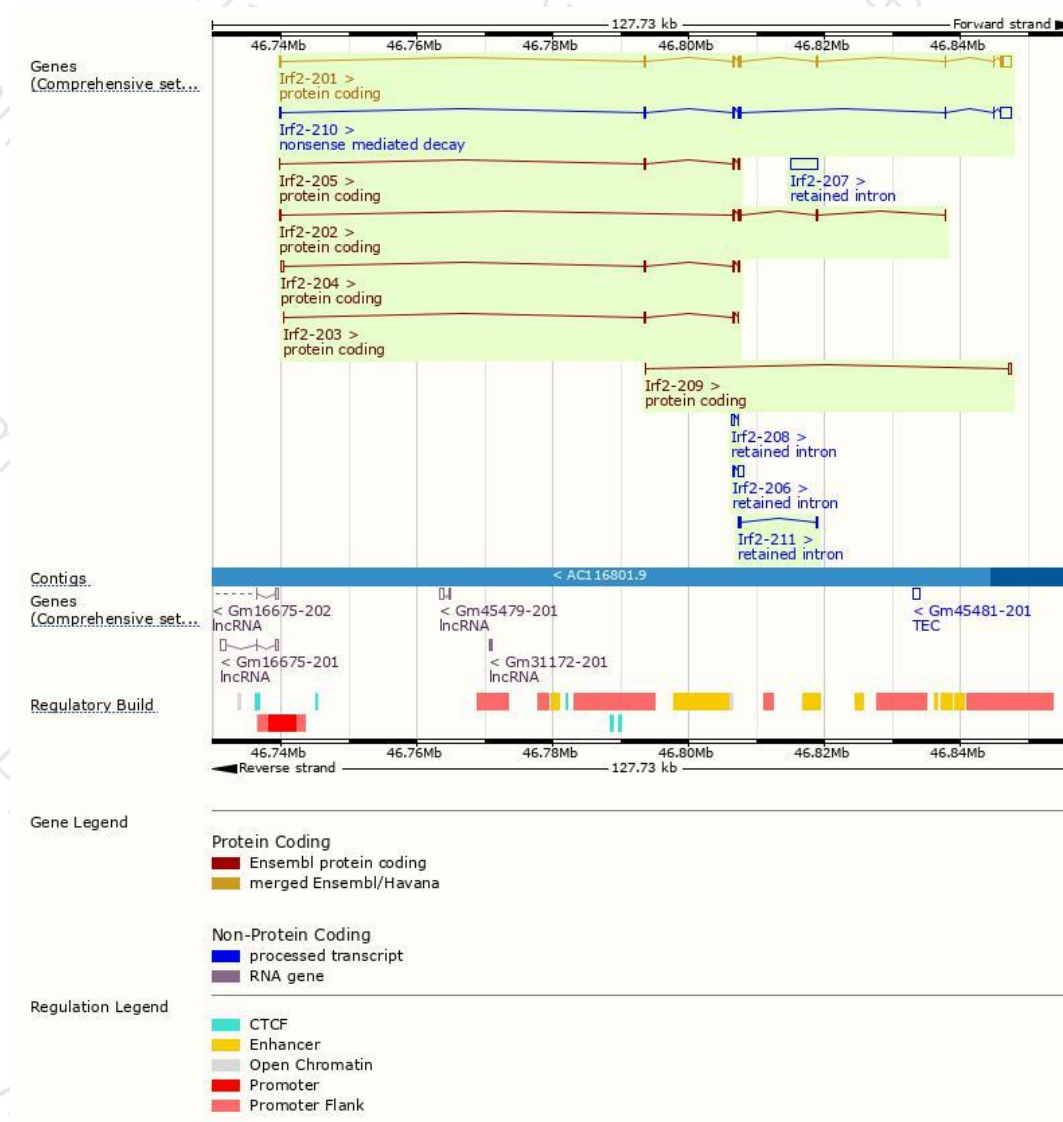 127.73 kb Forward strand
46.74Mb 46.76Mb 46.78Mb 46.80Mb 46.82Mb 46.84Mb
Genes
(Comprehensive set...
Irf2-201 >
protein coding
Irf2-210 >
nonsense mediated decay
Irf2-205 > Irf2-207 >
protein coding retained intron
Irf2-202 >
protein coding
Irf2-204 >
protein coding
Irf2-203 >
protein coding
Irf2-209 >
protein coding
Irf2-208 >
retained intron
Irf2-206 >
retained intron
Irf2-211 >
retained intron
Contigs < AC116801.9
Genes
(Comprehensive set...
< Gm16675-202 < Gm45479-201 < Gm45481-201
lncRNA lncRNA TEC
< Gm16675-201 < Gm31172-201
lncRNA lncRNA
Regulatory Build
46.74Mb 46.76Mb 46.78Mb 46.80Mb 46.82Mb 46.84Mb
Reverse strand 127.73 kb
Gene Legend
Protein Coding
Ensembl protein coding
merged Ensembl/Havana
Non-Protein Coding
processed transcript
RNA gene
Regulation Legend
CTCF
Enhancer
Open Chromatin
Promoter
Promoter Flank